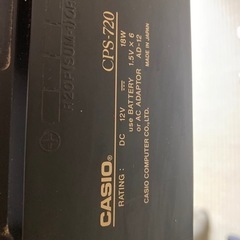 CASIO® CPS-720
RATING: DC 12V 18W
use BATTERY 1.5V × 6
or AC ADAPTOR AD-12
CASIO COMPUTER CO.,LTD.
MADE IN JAPAN